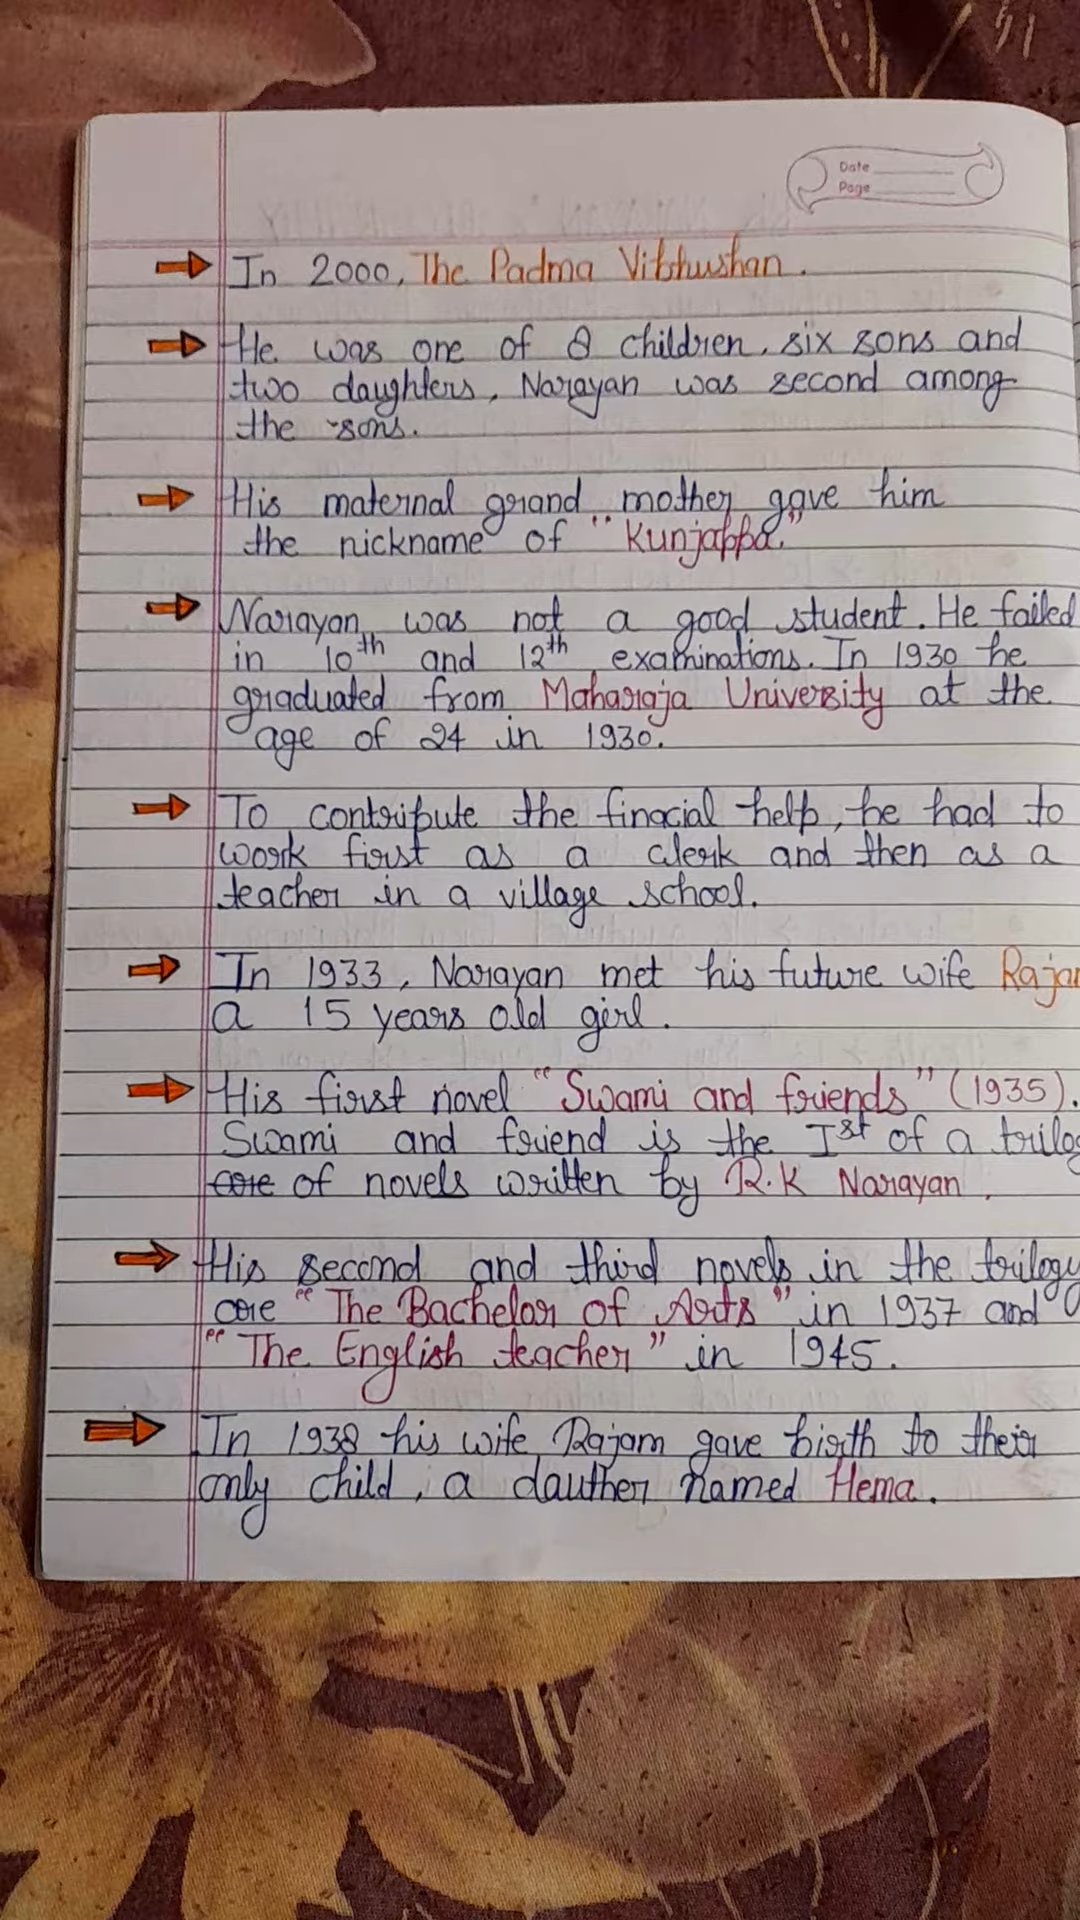 Date
Page
In 2000, The Padma Vibhushan.
He was one of 8 children, six sons and
two daughters, Narayan was second among
the sons.
His maternal grand mother gave him
the nickname of "Kunjappa."
Narayan was not a good student. He failed
in 10th and 12th examinations. In 1930 he
graduated from Maharaja University at the
age of 24 in 1930.
To contribute the finacial help, he had to
work first as a clerk and then as a
teacher in a village school.
In 1933, Narayan met his future wife
a 15 years old girl.
His first novel "Swami and friends" (1935).
Swami and friend is the Ist of a
of novels written by R.K Narayan.
His second and third novels in the trilogy
are "The Bachelor of Arts" in 1937 and
"The English teacher" in 1945.
In 1938 his wife Rajam gave birth to their
only child, a dauther named Hema.